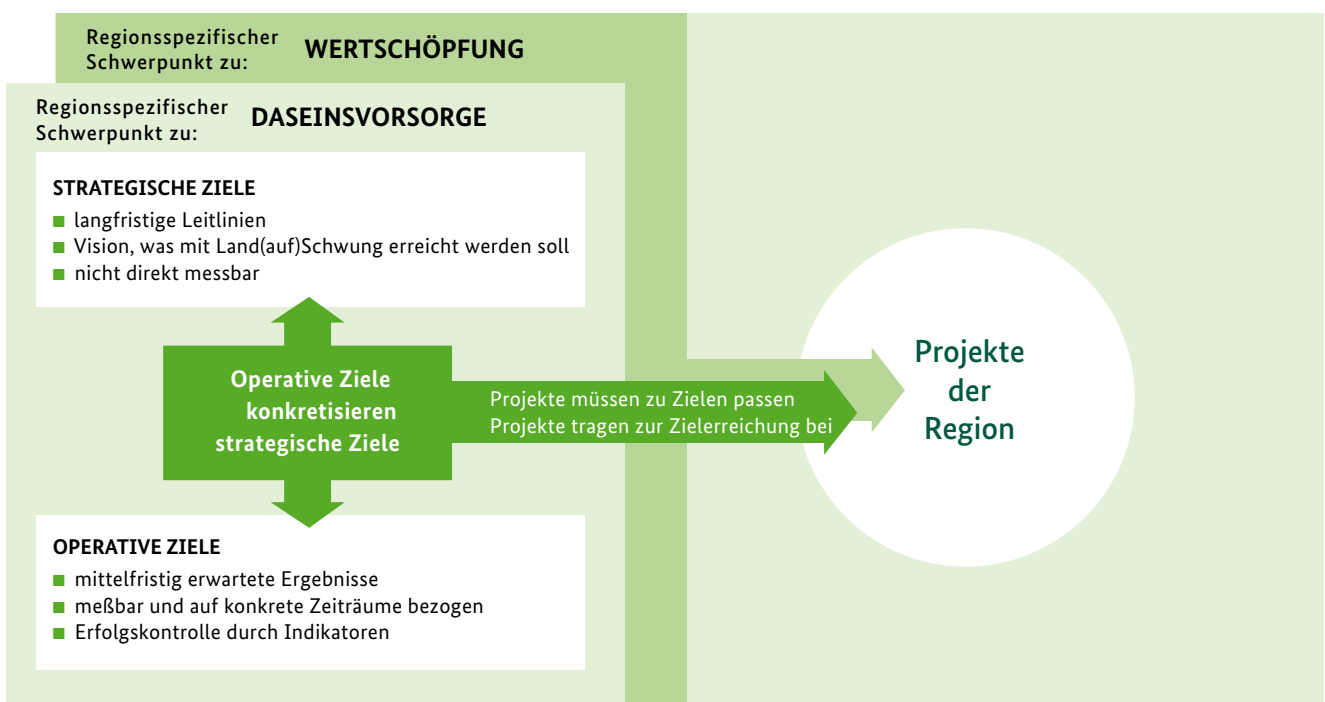 Regionsspezifischer
Schwerpunkt zu:
WERTSCHÖPFUNG
Regionsspezifischer
Schwerpunkt zu:
DASEINSVORSORGE
STRATEGISCHE ZIELE
■ langfristige Leitlinien
■ Vision, was mit Land(auf)Schwung erreicht werden soll
■ nicht direkt messbar
Operative Ziele
konkretisieren
strategische Ziele
Projekte müssen zu Zielen passen
Projekte tragen zur Zielerreichung bei
Projekte
der
Region
OPERATIVE ZIELE
■ mittelfristig erwartete Ergebnisse
■ meßbar und auf konkrete Zeiträume bezogen
■ Erfolgskontrolle durch Indikatoren